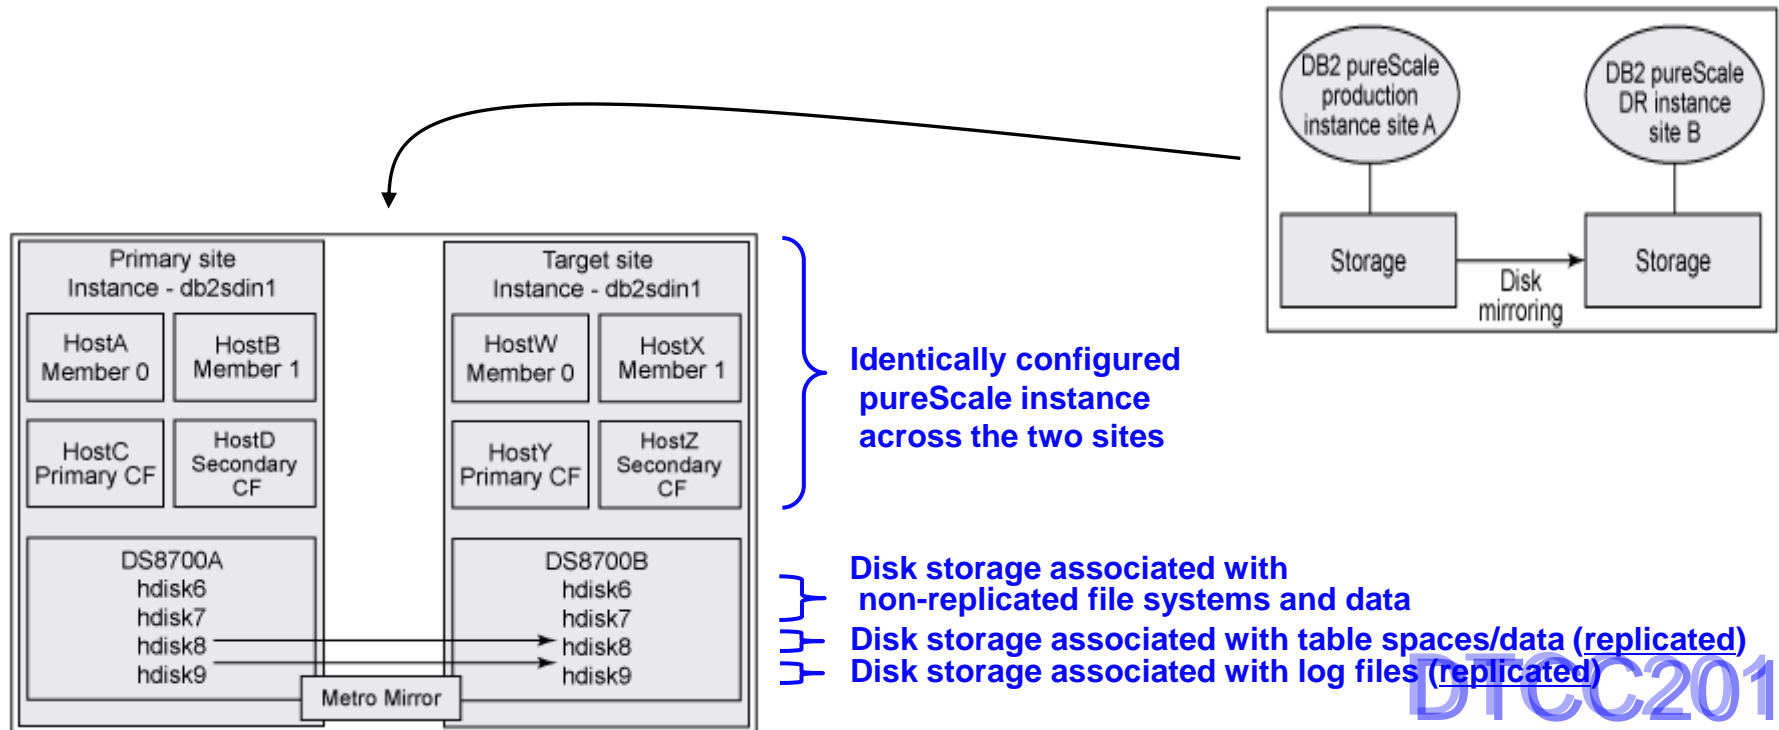 DB2 pureScale
production
instance site A
DB2 pureScale
DR instance
site B
Storage
Disk
mirroring
Storage
Primary site
Instance - db2sdin1
HostA
Member 0
HostB
Member 1
HostC
Primary CF
HostD
Secondary
CF
DS8700A
hdisk6
hdisk7
hdisk8
hdisk9
Metro Mirror
Target site
Instance - db2sdin1
HostW
Member 0
HostX
Member 1
HostY
Primary CF
HostZ
Secondary
CF
DS8700B
hdisk6
hdisk7
hdisk8
hdisk9
Identically configured
pureScale instance
across the two sites
Disk storage associated with
non-replicated file systems and data
Disk storage associated with table spaces/data (replicated)
Disk storage associated with log files (replicated)
DTCC201